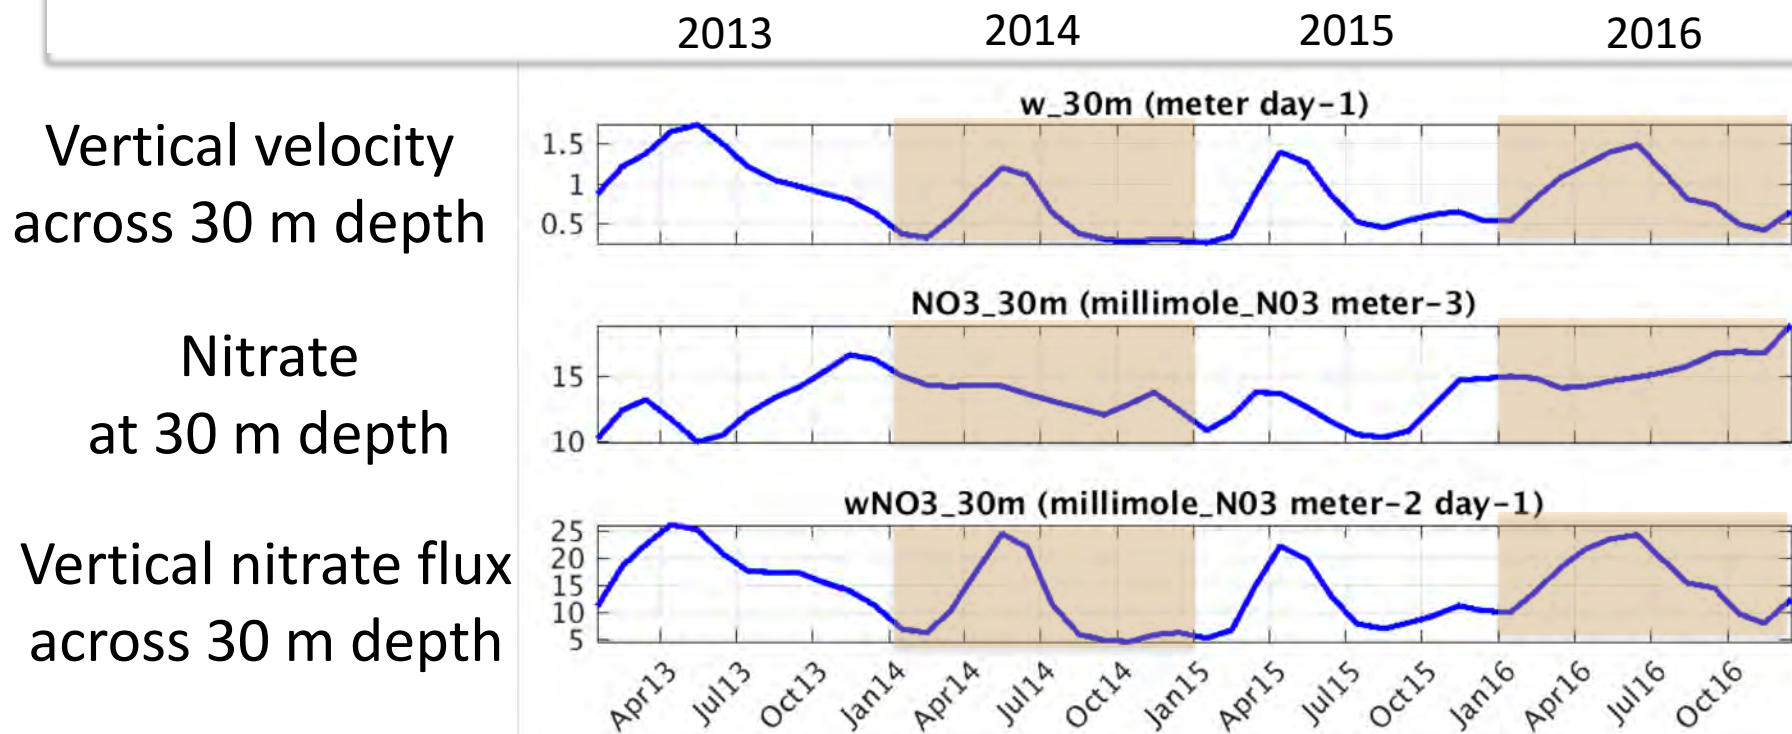 2013 2014 2015 2016
w_30m (meter day-1)
Vertical velocity
across 30 m depth
1.5
1
0.5
NO3_30m (millimole_N03 meter-3)
Nitrate
at 30 m depth
15
10
wNO3_30m (millimole_N03 meter-2 day-1)
Vertical nitrate flux
across 30 m depth
25
20
15
10
5
Apr13 Jul13 Oct13 Jan14 Apr14 Jul14 Oct14 Jan15 Apr15 Jul15 Oct15 Jan16 Apr16 Jul16 Oct16